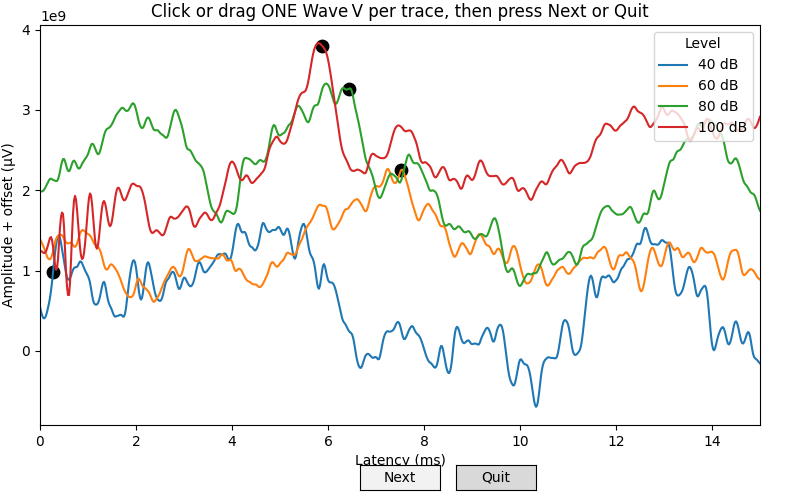 Click or drag ONE Wave V per trace, then press Next or Quit
1e9
Level
40 dB
60 dB
80 dB
100 dB
4
3
2
1
0
Amplitude + offset (µV)
0 2 4 6 8 10 12 14
Latency (ms)
Next Quit